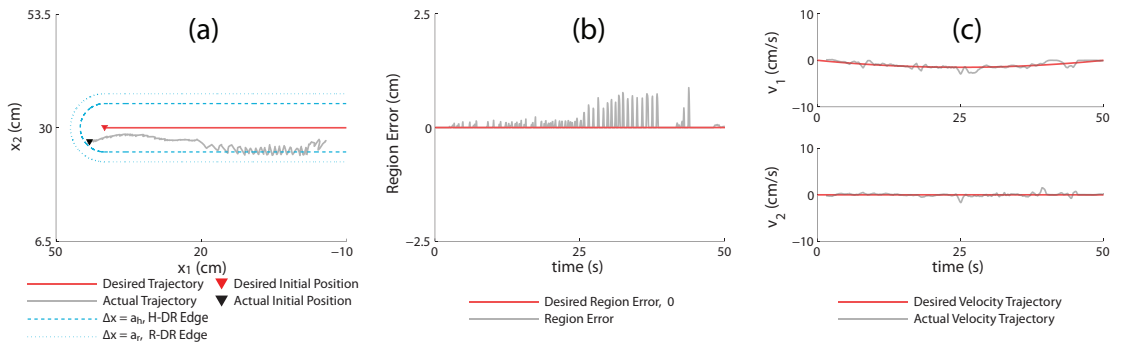 (a)
53.5
30
6.5
x2 (cm)
50
20
−10
x1 (cm)
Desired Trajectory
Desired Initial Position
Actual Trajectory
Actual Initial Position
Δx = ah, H-DR Edge
Δx = ar, R-DR Edge
(b)
2.5
0
−2.5
Region Error (cm)
0
25
50
time (s)
Desired Region Error, 0
Region Error
(c)
10
0
−10
v1 (cm/s)
0
25
50
10
0
−10
v2 (cm/s)
0
25
50
time (s)
Desired Velocity Trajectory
Actual Velocity Trajectory